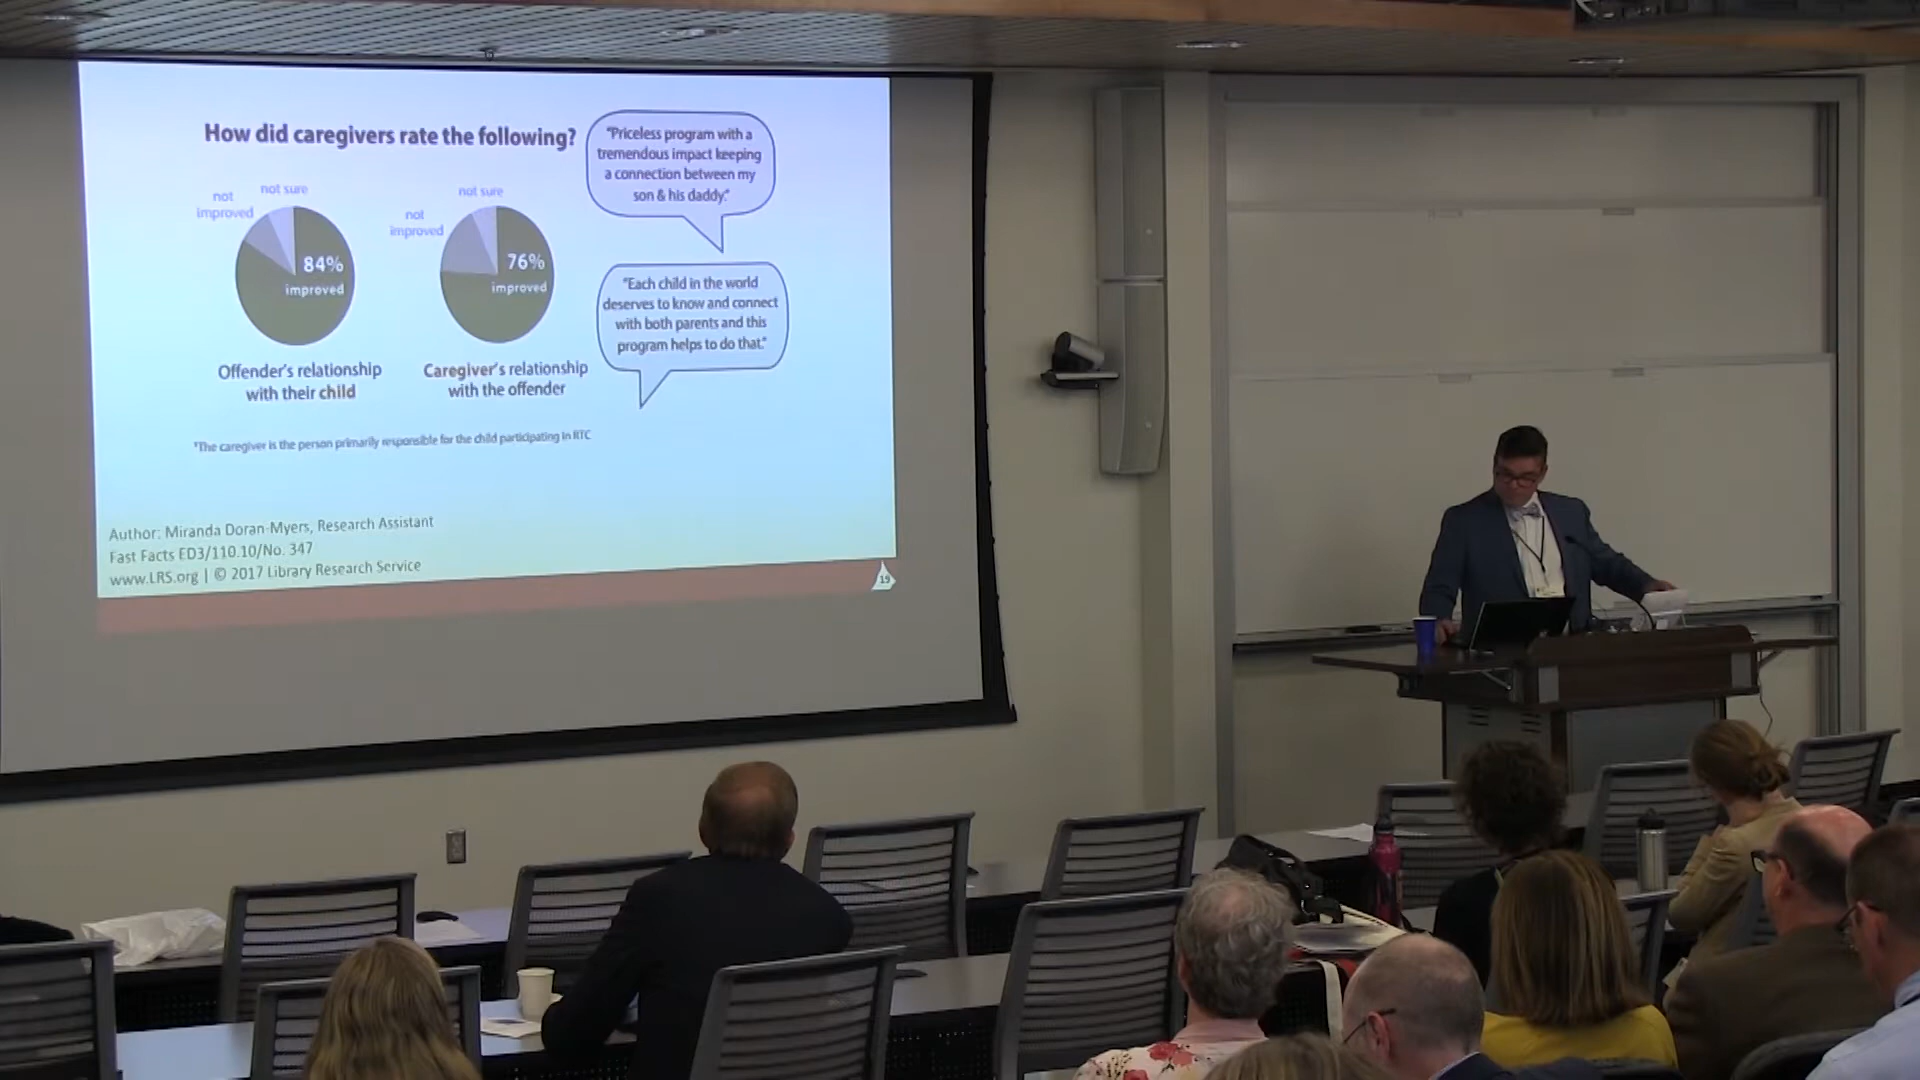 How did caregivers rate the following?
not sure
not
improved
84%
improved
Offender's relationship
with their child
not sure
not
improved
76%
improved
Caregiver's relationship
with the offender
"Priceless program with a
tremendous impact keeping
a connection between my
son & his daddy."
"Each child in the world
deserves to know and connect
with both parents and this
program helps to do that."
*The caregiver is the person primarily responsible for the child participating in RTC
Author: Miranda Doran-Myers, Research Assistant
Fast Facts ED3/110.10/No. 347
www.LRS.org | © 2017 Library Research Service
19